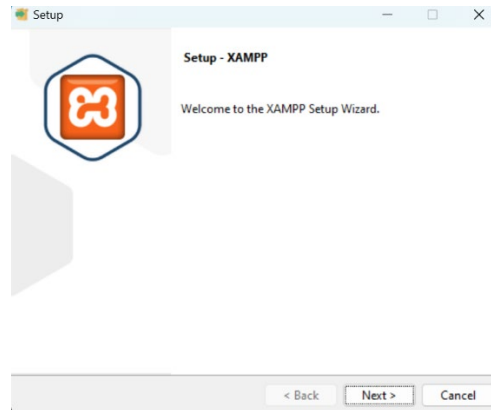 Setup
Setup - XAMPP
Welcome to the XAMPP Setup Wizard.
< Back
Next >
Cancel